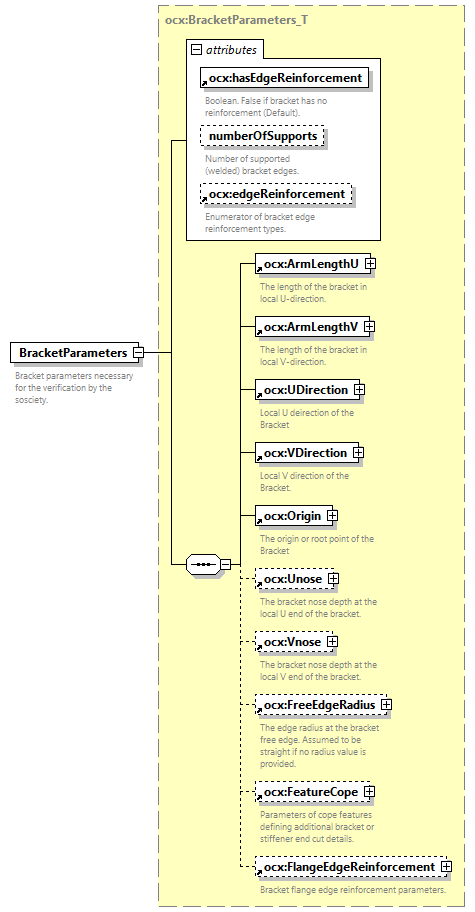 ocx:BracketParameters_T
attributes
ocx:hasEdgeReinforcement
Boolean. False if bracket has no
reinforcement (Default).
numberOfSupports
Number of supported
(welded) bracket edges.
ocx:edgeReinforcement
Enumerator of bracket edge
reinforcement types.
BracketParameters
Bracket parameters necessary
for the verification by the
sosciety.
ocx:ArmLengthU
The length of the bracket in
local U-direction.
ocx:ArmLengthV
The length of the bracket in
local V-direction.
ocx:UDirection
Local U deirection of the
Bracket
ocx:VDirection
Local V direction of the
Bracket.
ocx:Origin
The origin or root point of the
Bracket
ocx:Unose
The bracket nose depth at the
local U end of the bracket.
ocx:Vnose
The bracket nose depth at the
local V end of the bracket.
ocx:FreeEdgeRadius
The edge radius at the bracket
free edge. Assumed to be
straight if no radius value is
provided.
ocx:FeatureCope
Parameters of cope features
defining additional bracket or
stiffener end cut details.
ocx:FlangeEdgeReinforcement
Bracket flange edge reinforcement parameters.